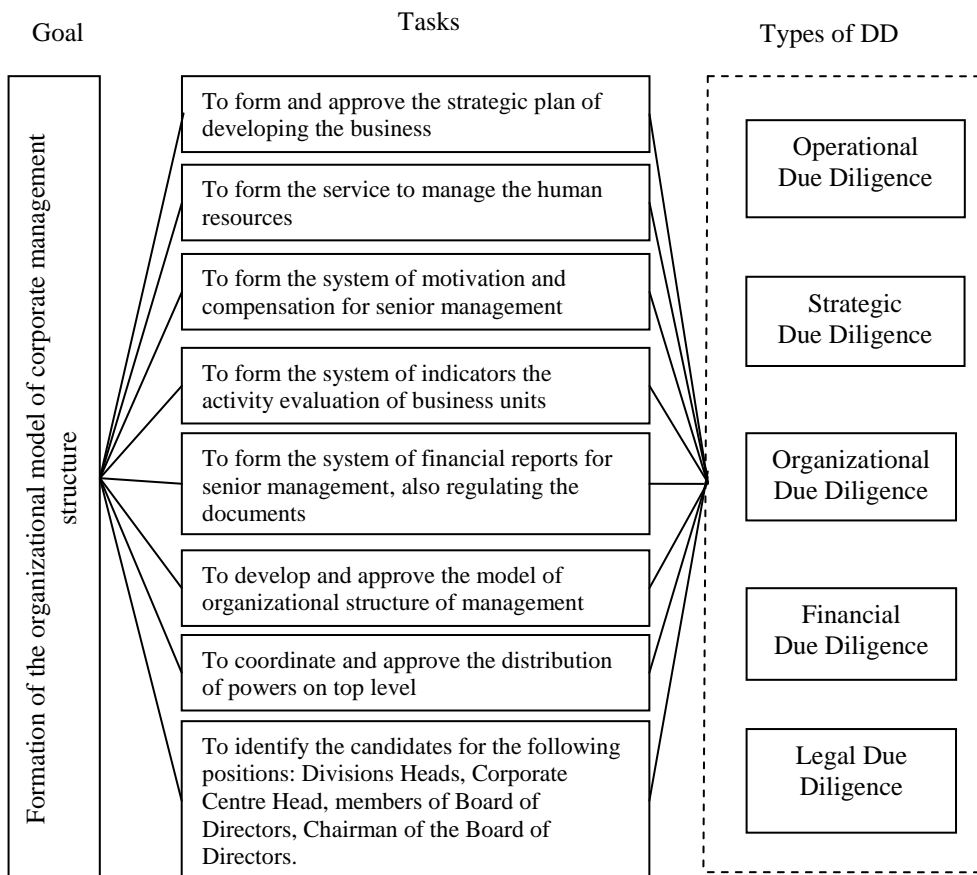 Goal
Tasks
Types of DD
Formation of the organizational model of corporate management
structure
To form and approve the strategic plan of
developing the business
To form the service to manage the human
resources
To form the system of motivation and
compensation for senior management
To form the system of indicators the
activity evaluation of business units
To form the system of financial reports for
senior management, also regulating the
documents
To develop and approve the model of
organizational structure of management
To coordinate and approve the distribution
of powers on top level
To identify the candidates for the following
positions: Divisions Heads, Corporate
Centre Head, members of Board of
Directors, Chairman of the Board of
Directors.
Operational
Due Diligence
Strategic
Due Diligence
Organizational
Due Diligence
Financial
Due Diligence
Legal Due
Diligence